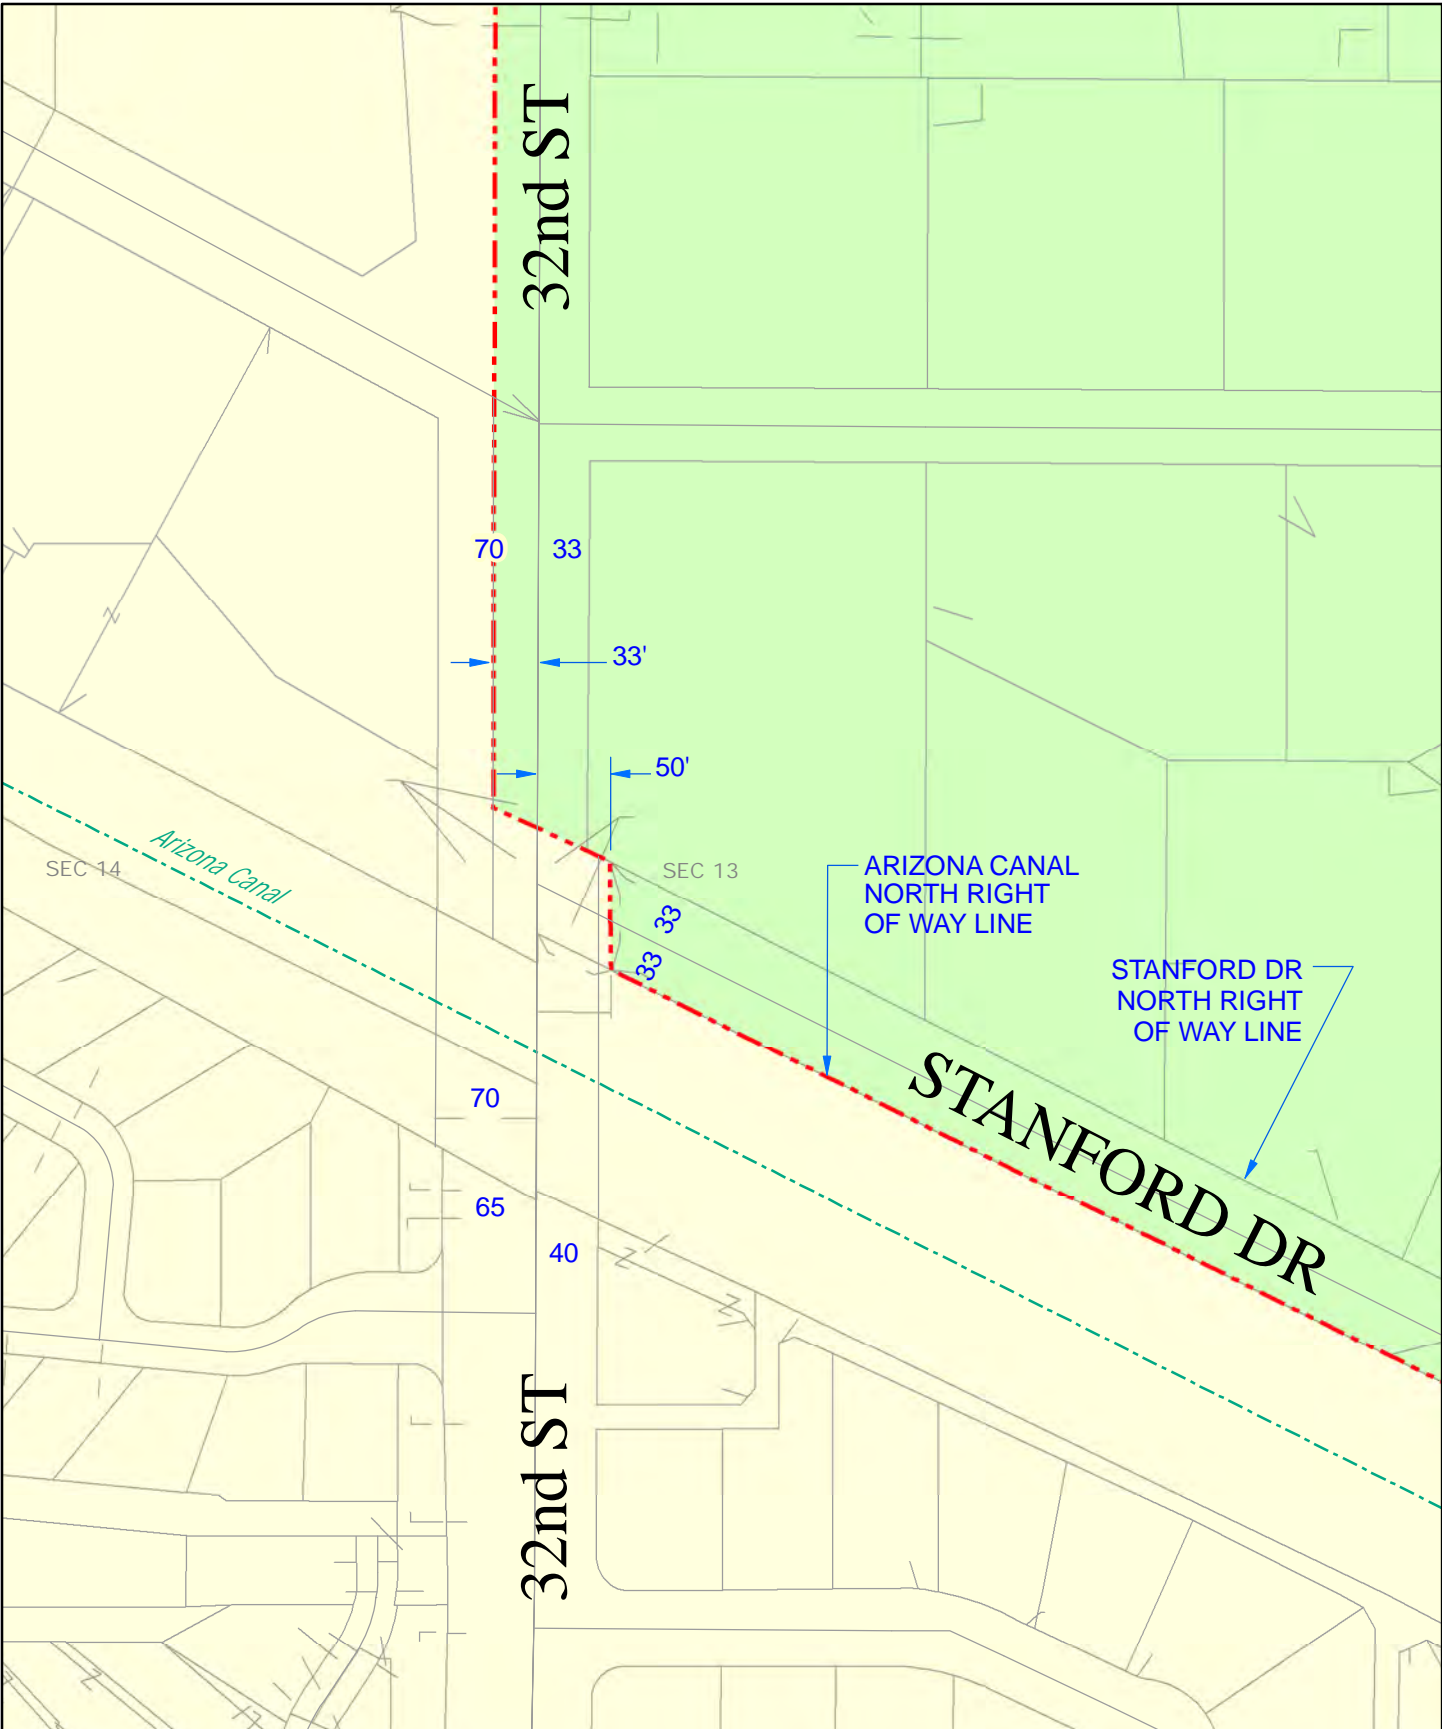 32nd ST
70
33
33'
50'
Arizona Canal
SEC 14
SEC 13
ARIZONA CANAL
NORTH RIGHT
OF WAY LINE
33
33
STANFORD DR
NORTH RIGHT
OF WAY LINE
STANFORD DR
70
65
40
32nd ST